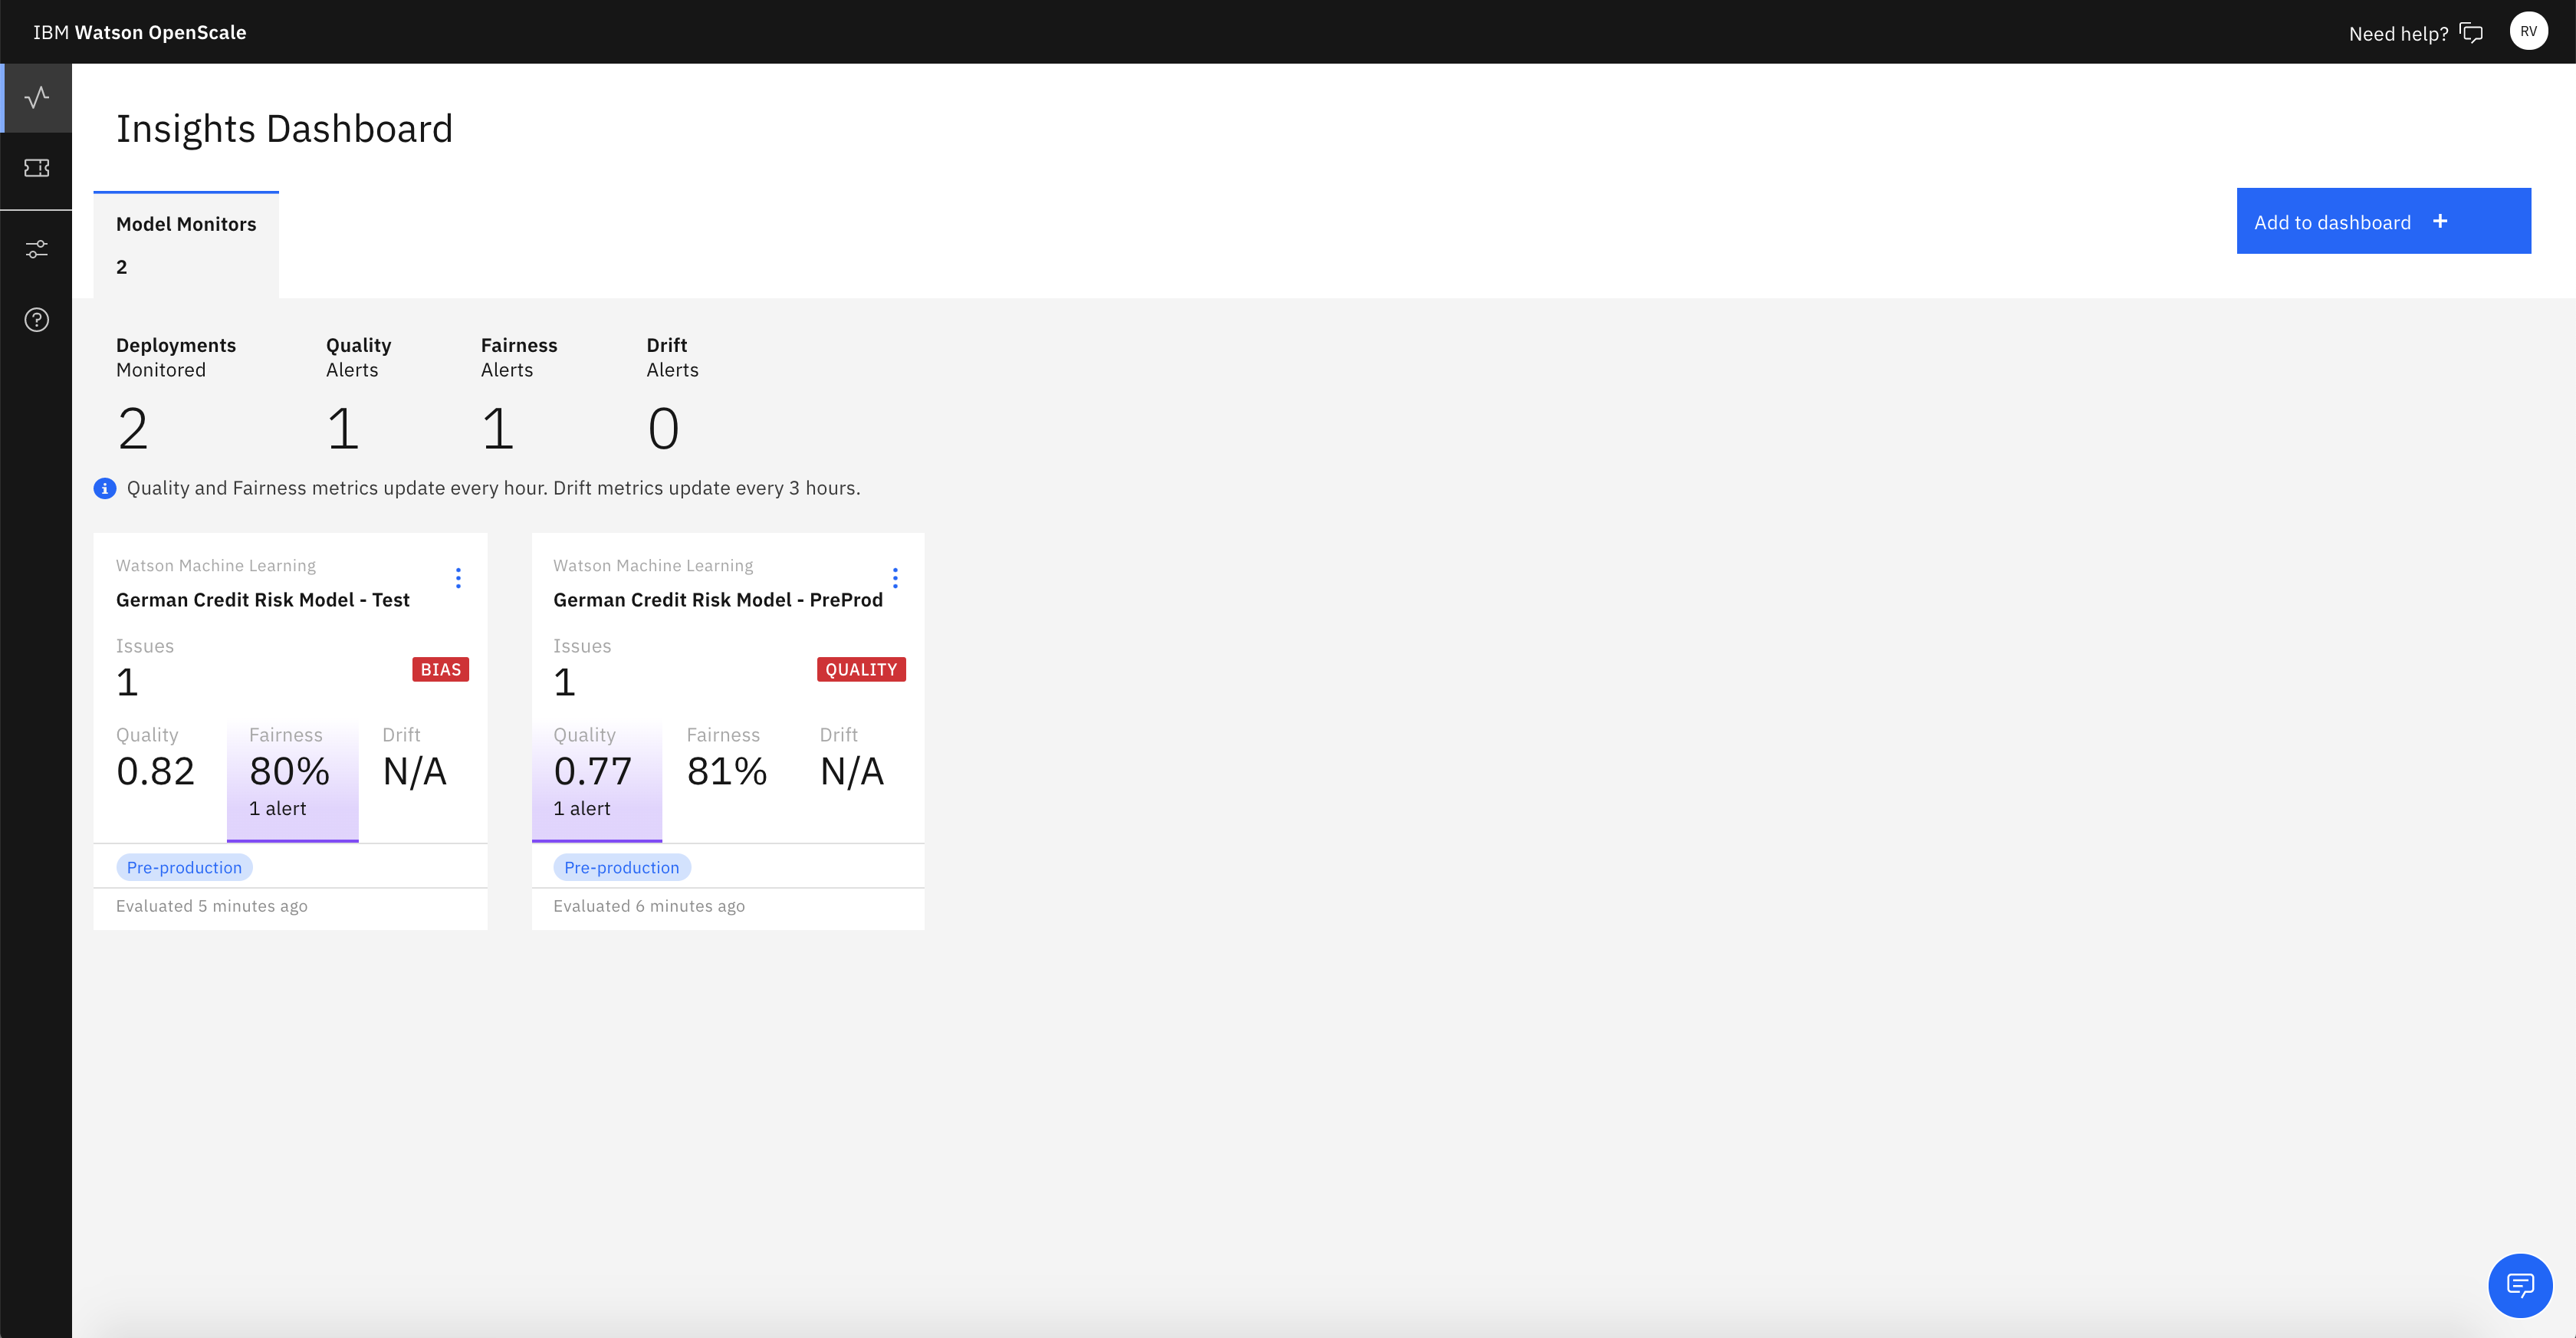 IBM Watson OpenScale
Need help?
RV
Insights Dashboard
Model Monitors
2
Add to dashboard +
Deployments
Monitored
2
Quality
Alerts
1
Fairness
Alerts
1
Drift
Alerts
0
Quality and Fairness metrics update every hour. Drift metrics update every 3 hours.
Watson Machine Learning
German Credit Risk Model - Test
Issues
1
BIAS
Quality
0.82
Fairness
80%
1 alert
Drift
N/A
Pre-production
Evaluated 5 minutes ago
Watson Machine Learning
German Credit Risk Model - PreProd
Issues
1
QUALITY
Quality
0.77
1 alert
Fairness
81%
Drift
N/A
Pre-production
Evaluated 6 minutes ago